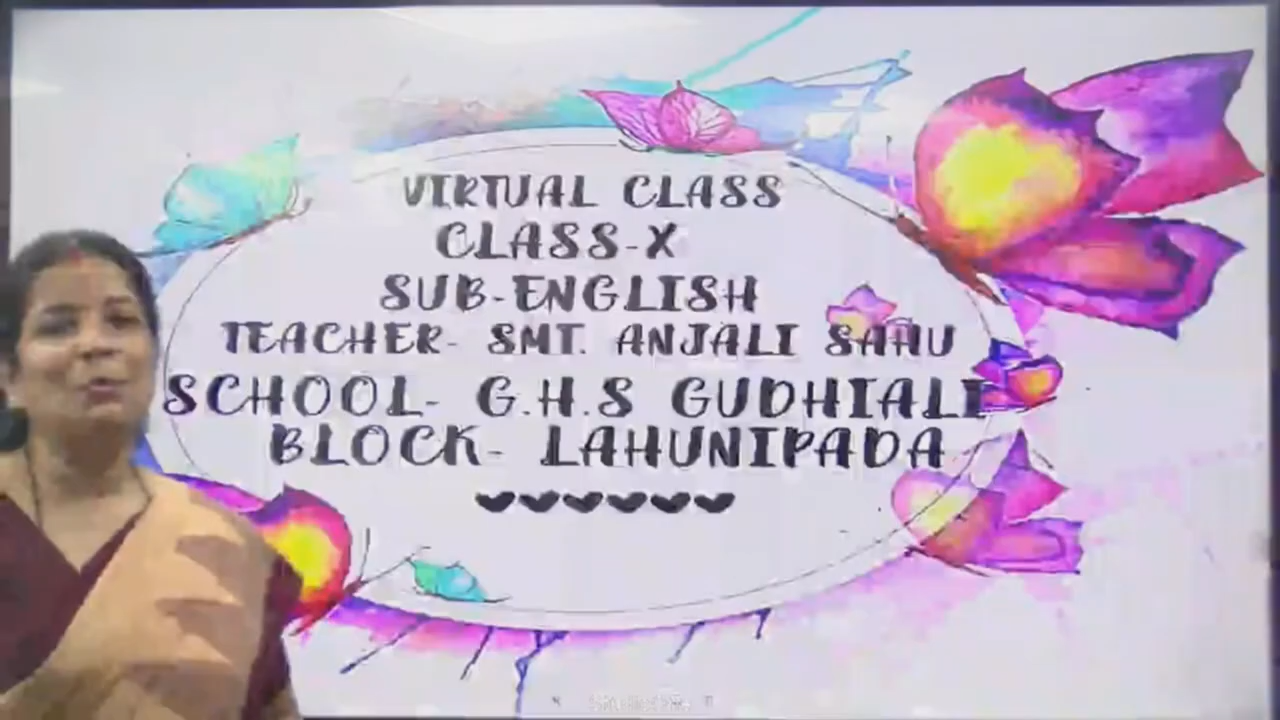 VIRTUAL CLASS
CLASS-X
SUB-ENGLISH
TEACHER- SMT. ANJALI SAHU
SCHOOL- G.H.S GUDHIALI
BLOCK- LAHUNIPADA